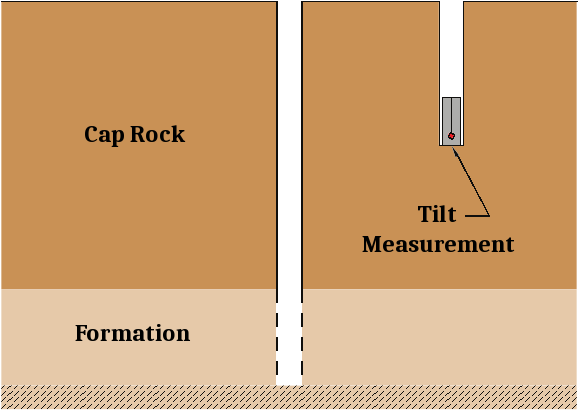 Cap Rock
Tilt
Measurement
Formation